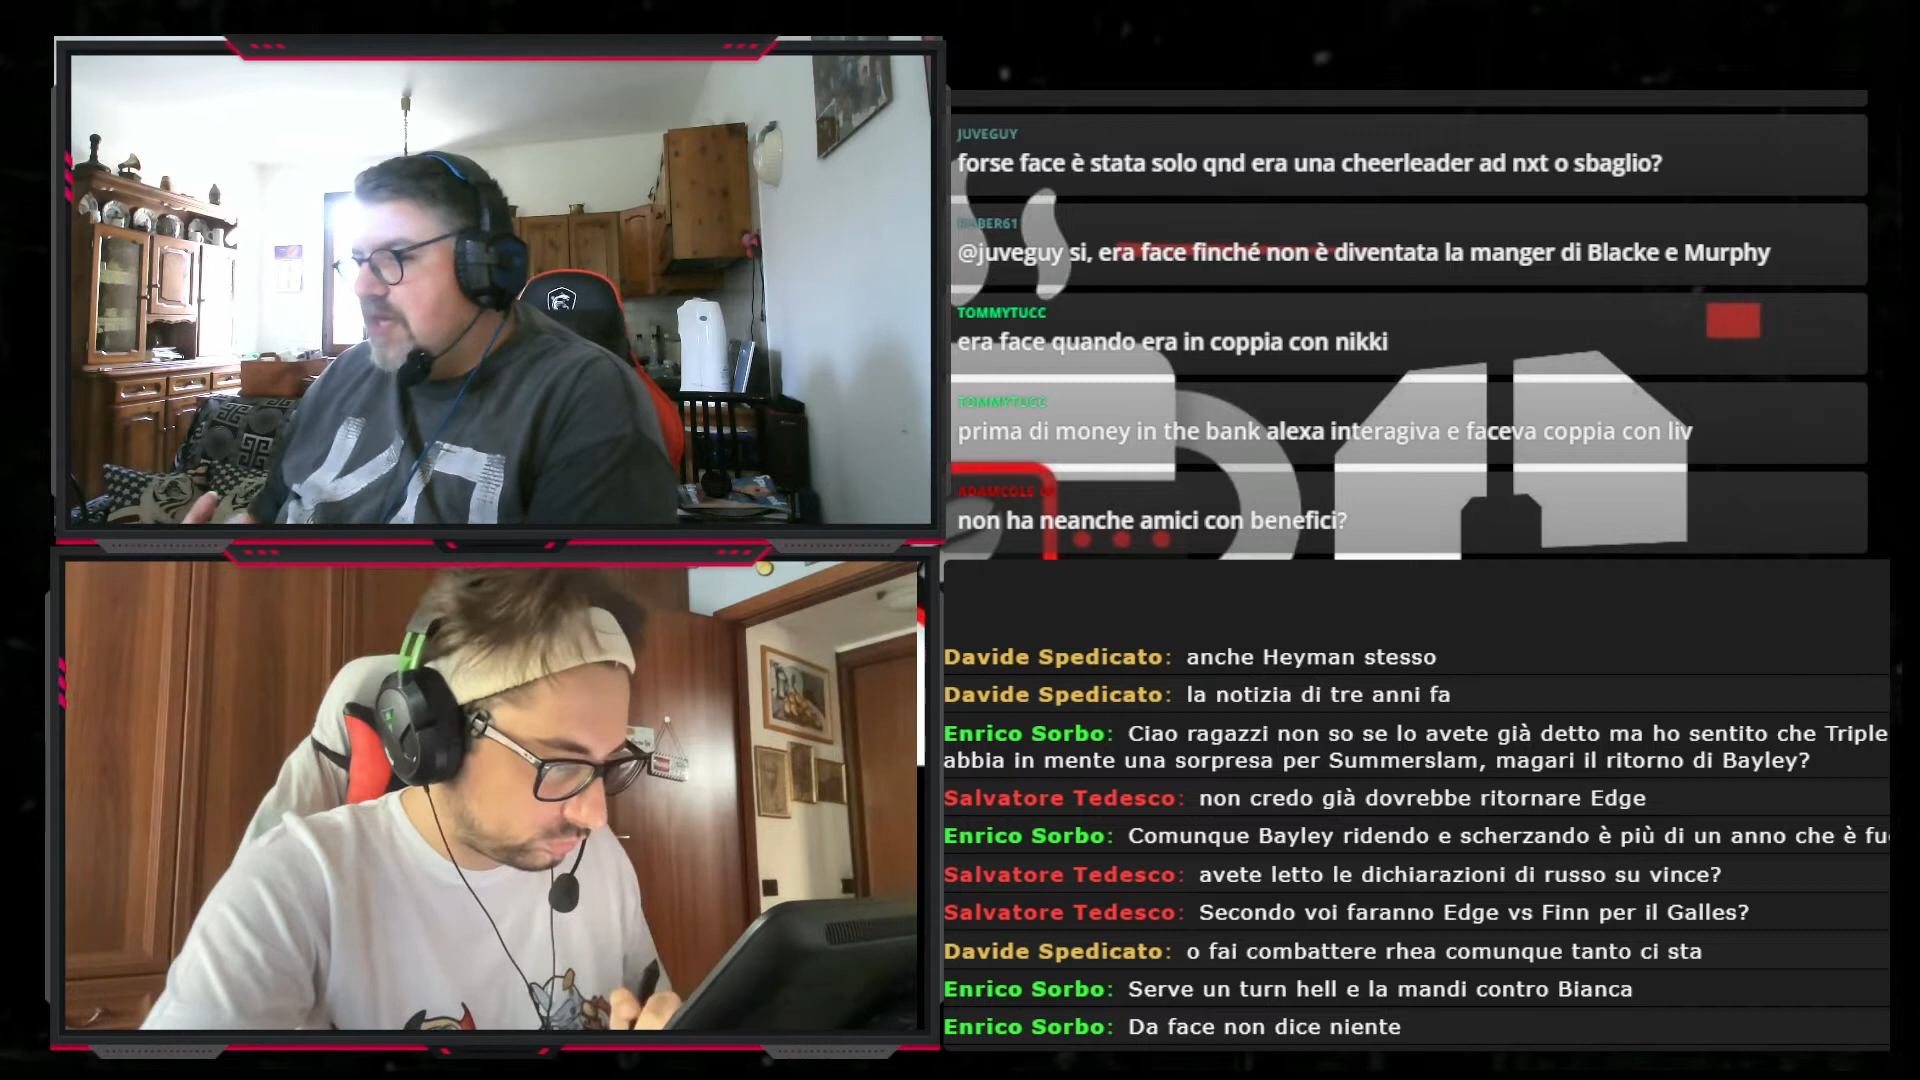 JUVEGUY
forse face è stata solo qnd era una cheerleader ad nxt o sbaglio?
@juveguy si, era face finché non è diventata la manger di Blacke e Murphy
TOMMYTUCC
era face quando era in coppia con nikki
TOMMYTUCC
prima di money in the bank alexa interagiva e faceva coppia con liv
ADAMCOLE
non ha neanche amici con benefici?
Davide Spedicato: anche Heyman stesso
Davide Spedicato: la notizia di tre anni fa
Enrico Sorbo: Ciao ragazzi non so se lo avete già detto ma ho sentito che Triple
abbia in mente una sorpresa per Summerslam, magari il ritorno di Bayley?
Salvatore Tedesco: non credo già dovrebbe ritornare Edge
Enrico Sorbo: Comunque Bayley ridendo e scherzando è più di un anno che è
Salvatore Tedesco: avete letto le dichiarazioni di russo su vince?
Salvatore Tedesco: Secondo voi faranno Edge vs Finn per il Galles?
Davide Spedicato: o fai combattere rhea comunque tanto ci sta
Enrico Sorbo: Serve un turn hell e la mandi contro Bianca
Enrico Sorbo: Da face non dice niente